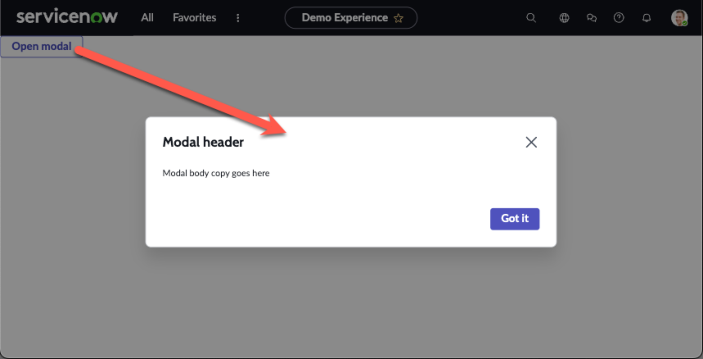 servicenow All Favorites Demo Experience
Open modal
Modal header
Modal body copy goes here
Got it